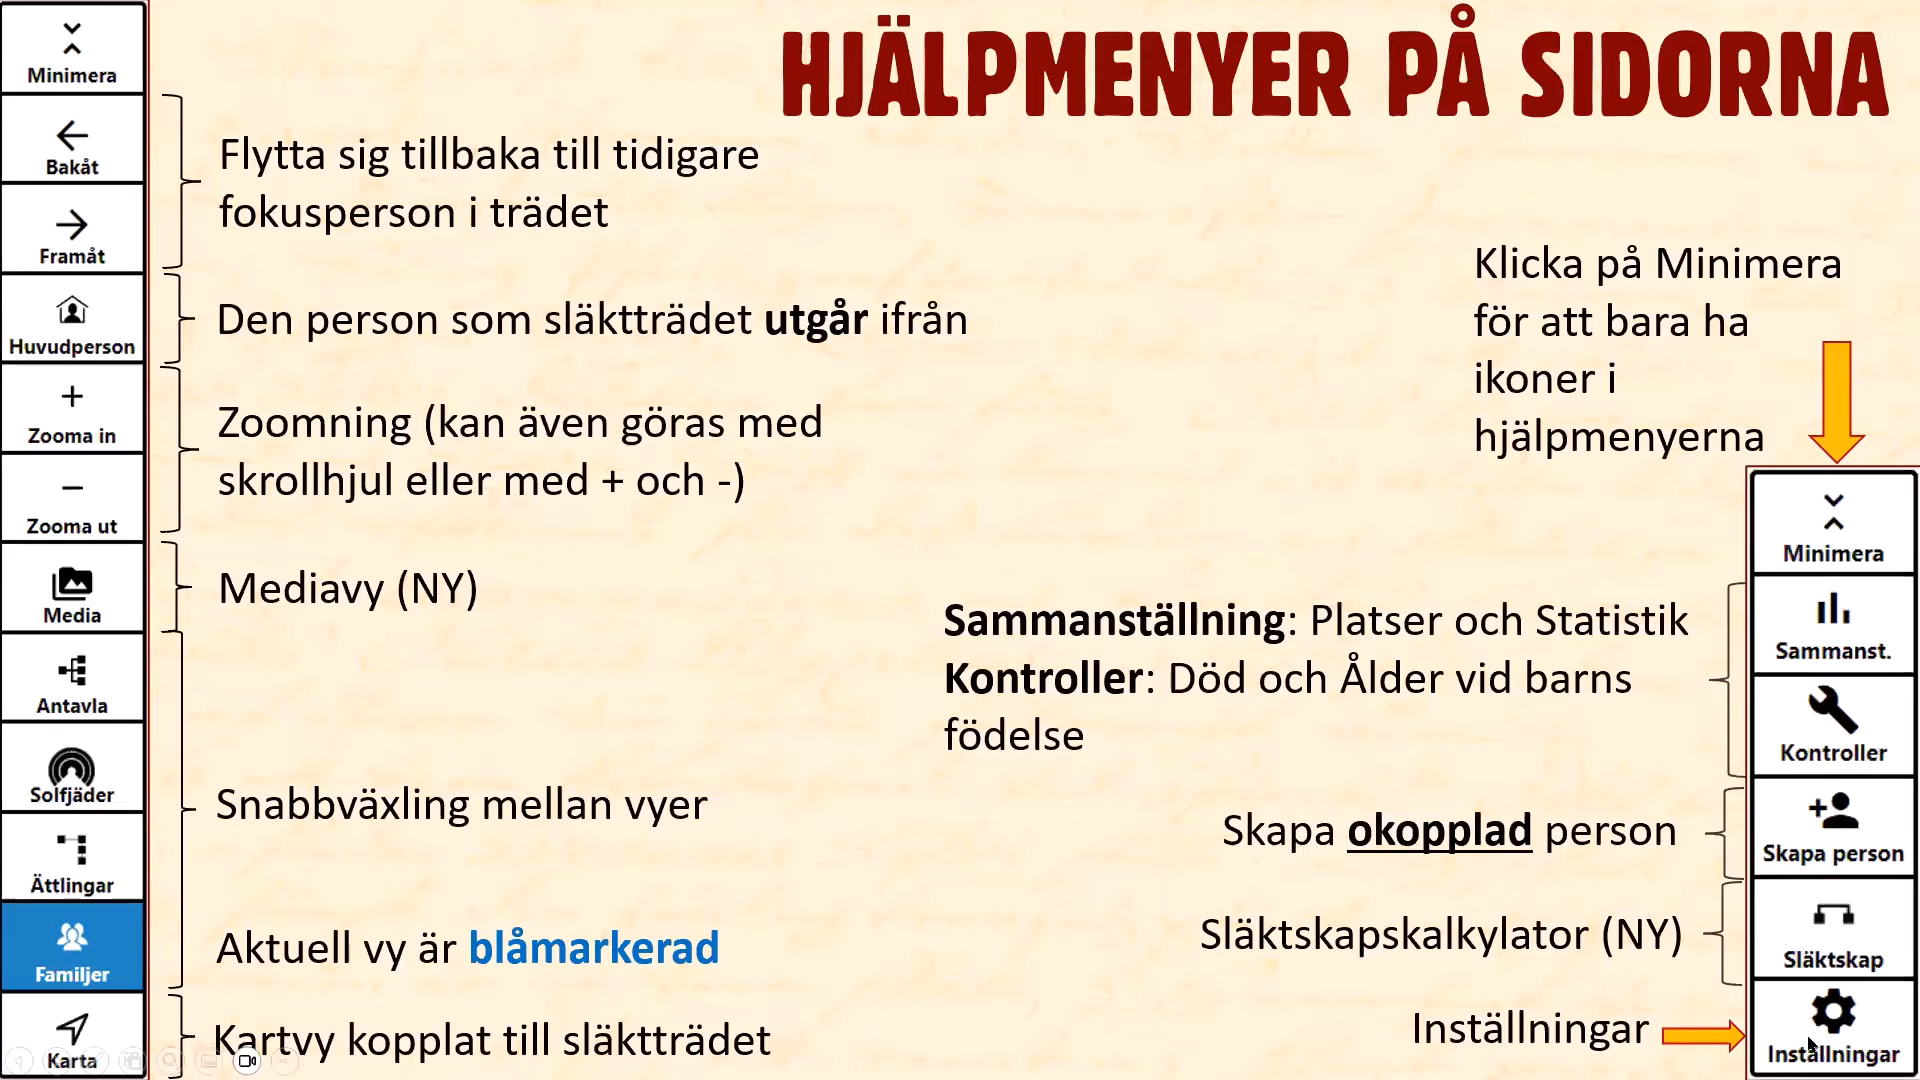 HJÄLPMENYER PÅ SIDORNA
Minimera
Bakåt
Framåt
Flytta sig tillbaka till tidigare
fokusperson i trädet
Huvudperson
Den person som släktträdet utgår ifrån
Zooma in
Zooma ut
Zoomning (kan även göras med
skrollhjul eller med + och -)
Media
Mediavy (NY)
Antavla
Solfjäder
Ättlingar
Familjer
Snabbväxling mellan vyer
Aktuell vy är blåmarkerad
Karta
Kartvy kopplat till släktträdet
Klicka på Minimera
för att bara ha
ikoner i
hjälpmenyerna
Minimera
Sammanst.
Kontroller
Sammanställning: Platser och Statistik
Kontroller: Död och Ålder vid barns
födelse
Skapa okopplad person
Skapa person
Släktskapskalkylator (NY)
Släktskap
Inställningar
Inställningar